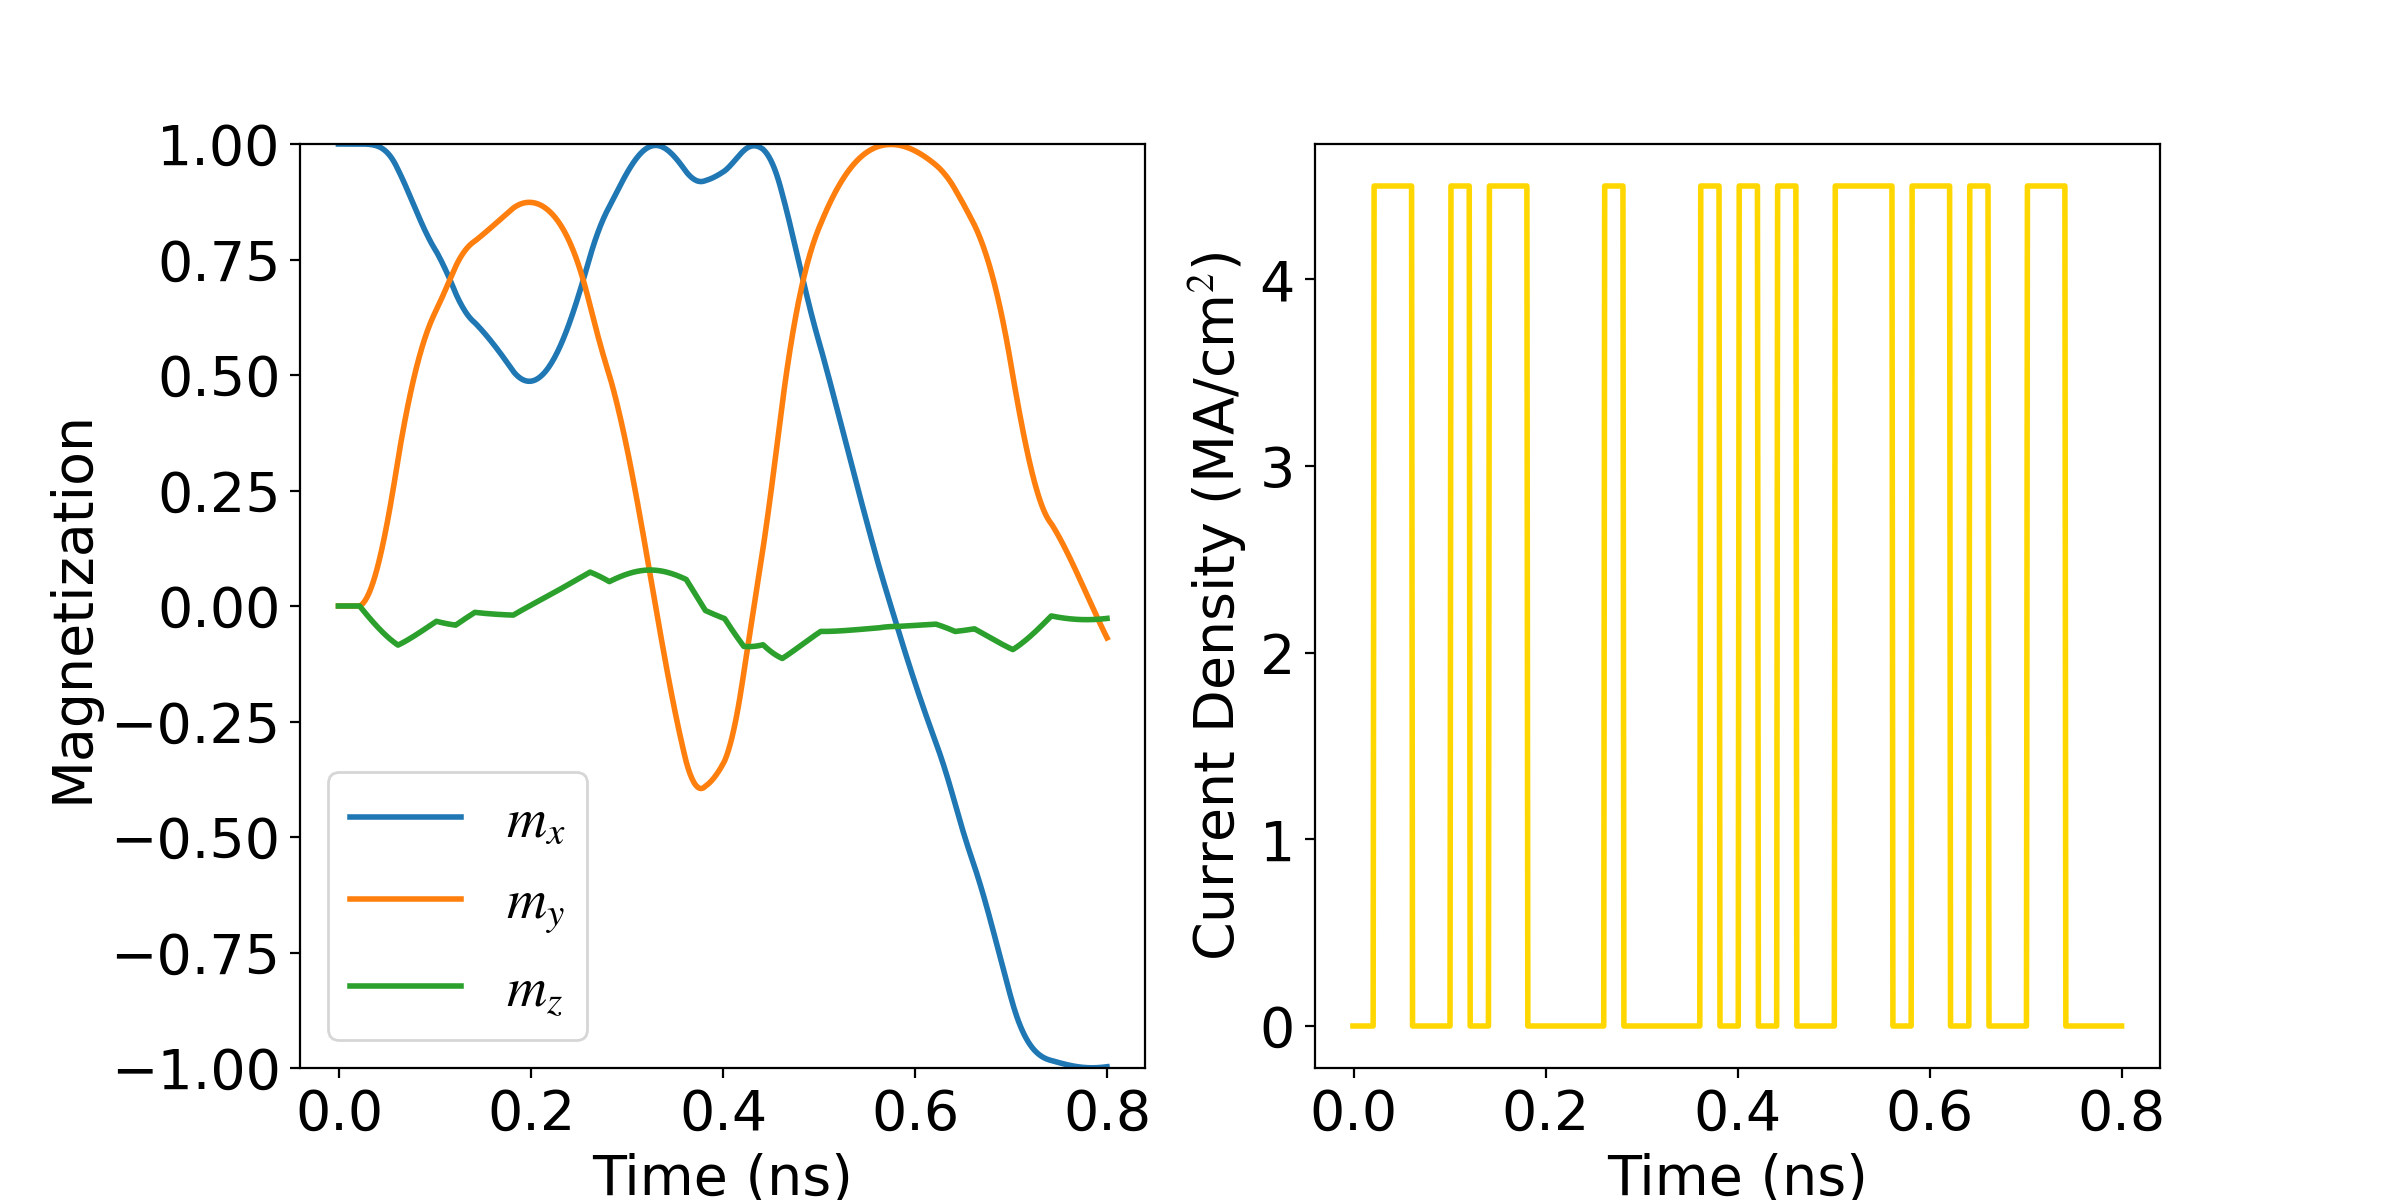 1.00
0.75
0.50
0.25
0.00
−0.25
−0.50
−0.75
−1.00
Magnetization
m_x
m_y
m_z
0.0 0.2 0.4 0.6 0.8
Time (ns)
4
3
2
1
0
Current Density (MA/cm²)
0.0 0.2 0.4 0.6 0.8
Time (ns)